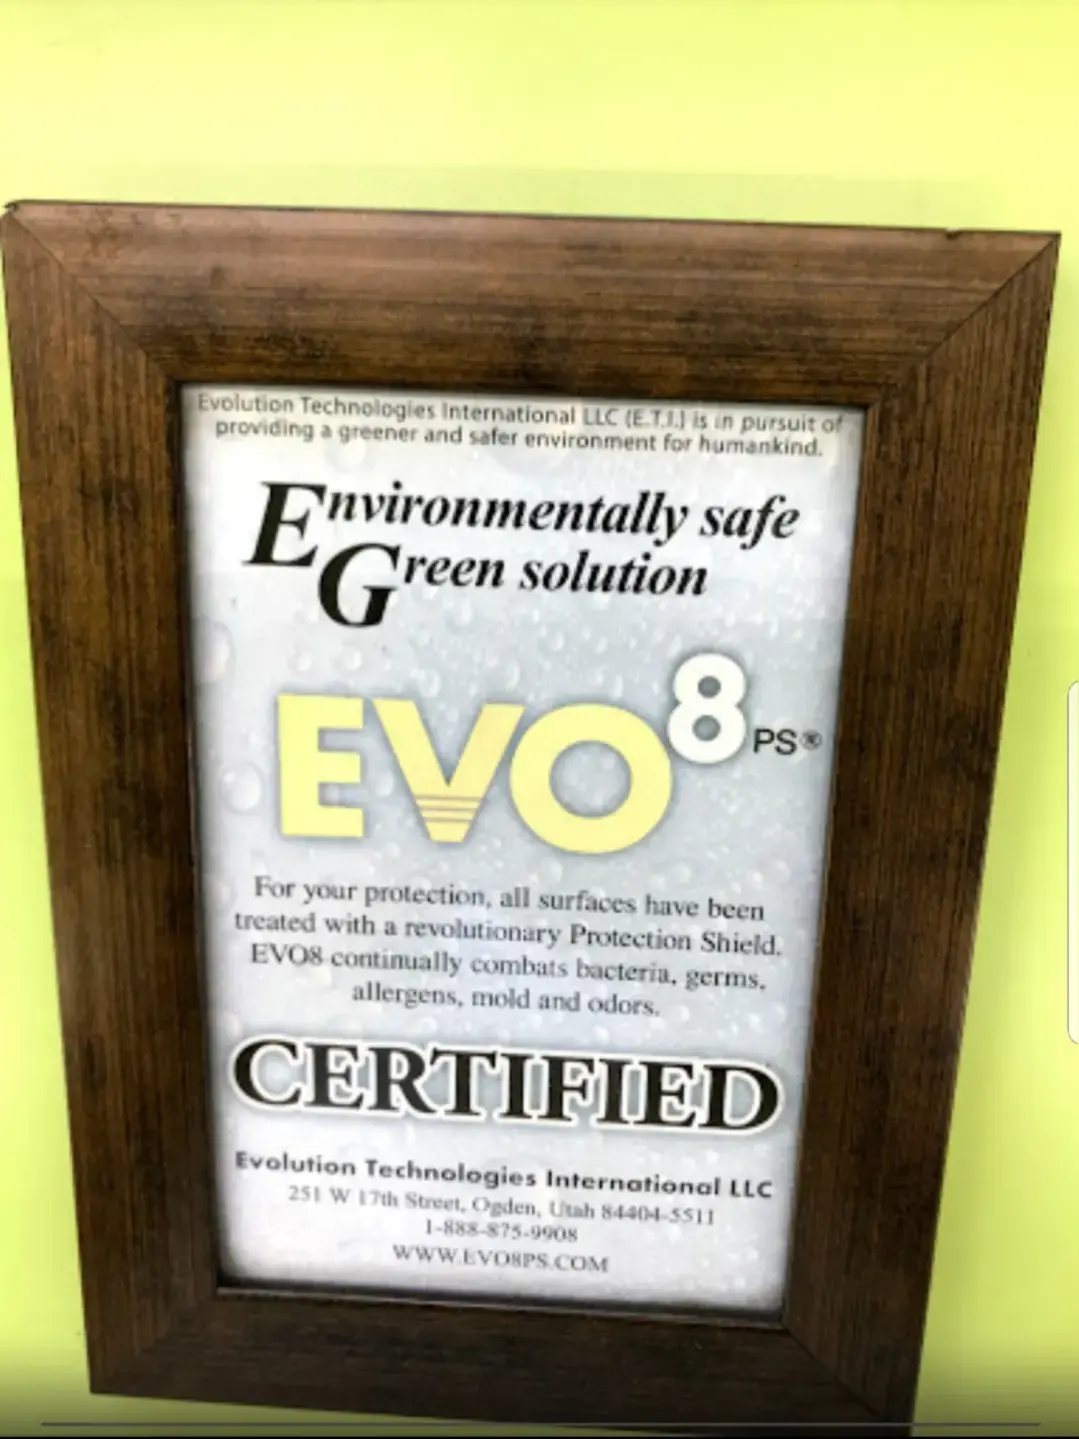 Evolution Technologies International LLC (E.T.I.) is in pursuit of
providing a greener and safer environment for humankind.
Environmentally safe
Green solution
EVO8 PS®
For your protection, all surfaces have been
treated with a revolutionary Protection Shield.
EVO8 continually combats bacteria, germs,
allergens, mold and odors.
CERTIFIED
Evolution Technologies International LLC
251 W 17th Street, Ogden, Utah 84404-5511
1-888-875-9908
WWW.EVO8PS.COM